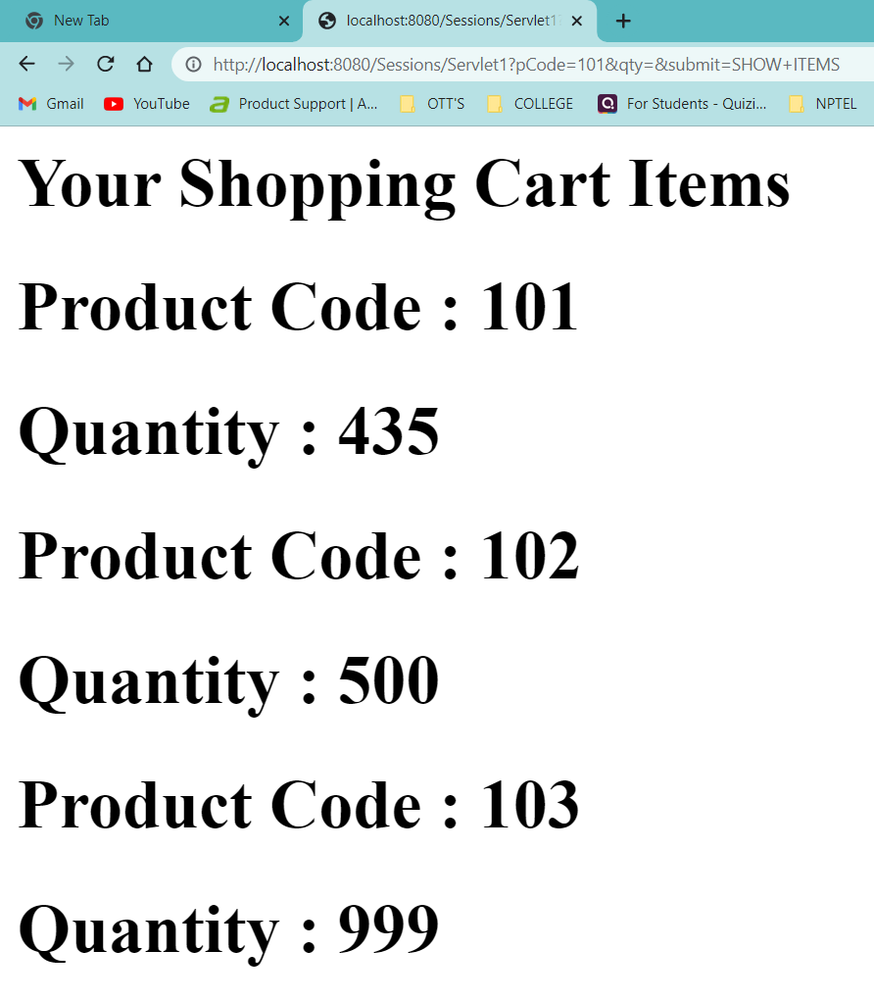 New Tab
localhost:8080/Sessions/Servlet1?
http://localhost:8080/Sessions/Servlet1?pCode=101&qty=&submit=SHOW+ITEMS
Gmail YouTube Product Support | A... OTT'S COLLEGE For Students - Quizi... NPTEL
Your Shopping Cart Items
Product Code : 101
Quantity : 435
Product Code : 102
Quantity : 500
Product Code : 103
Quantity : 999